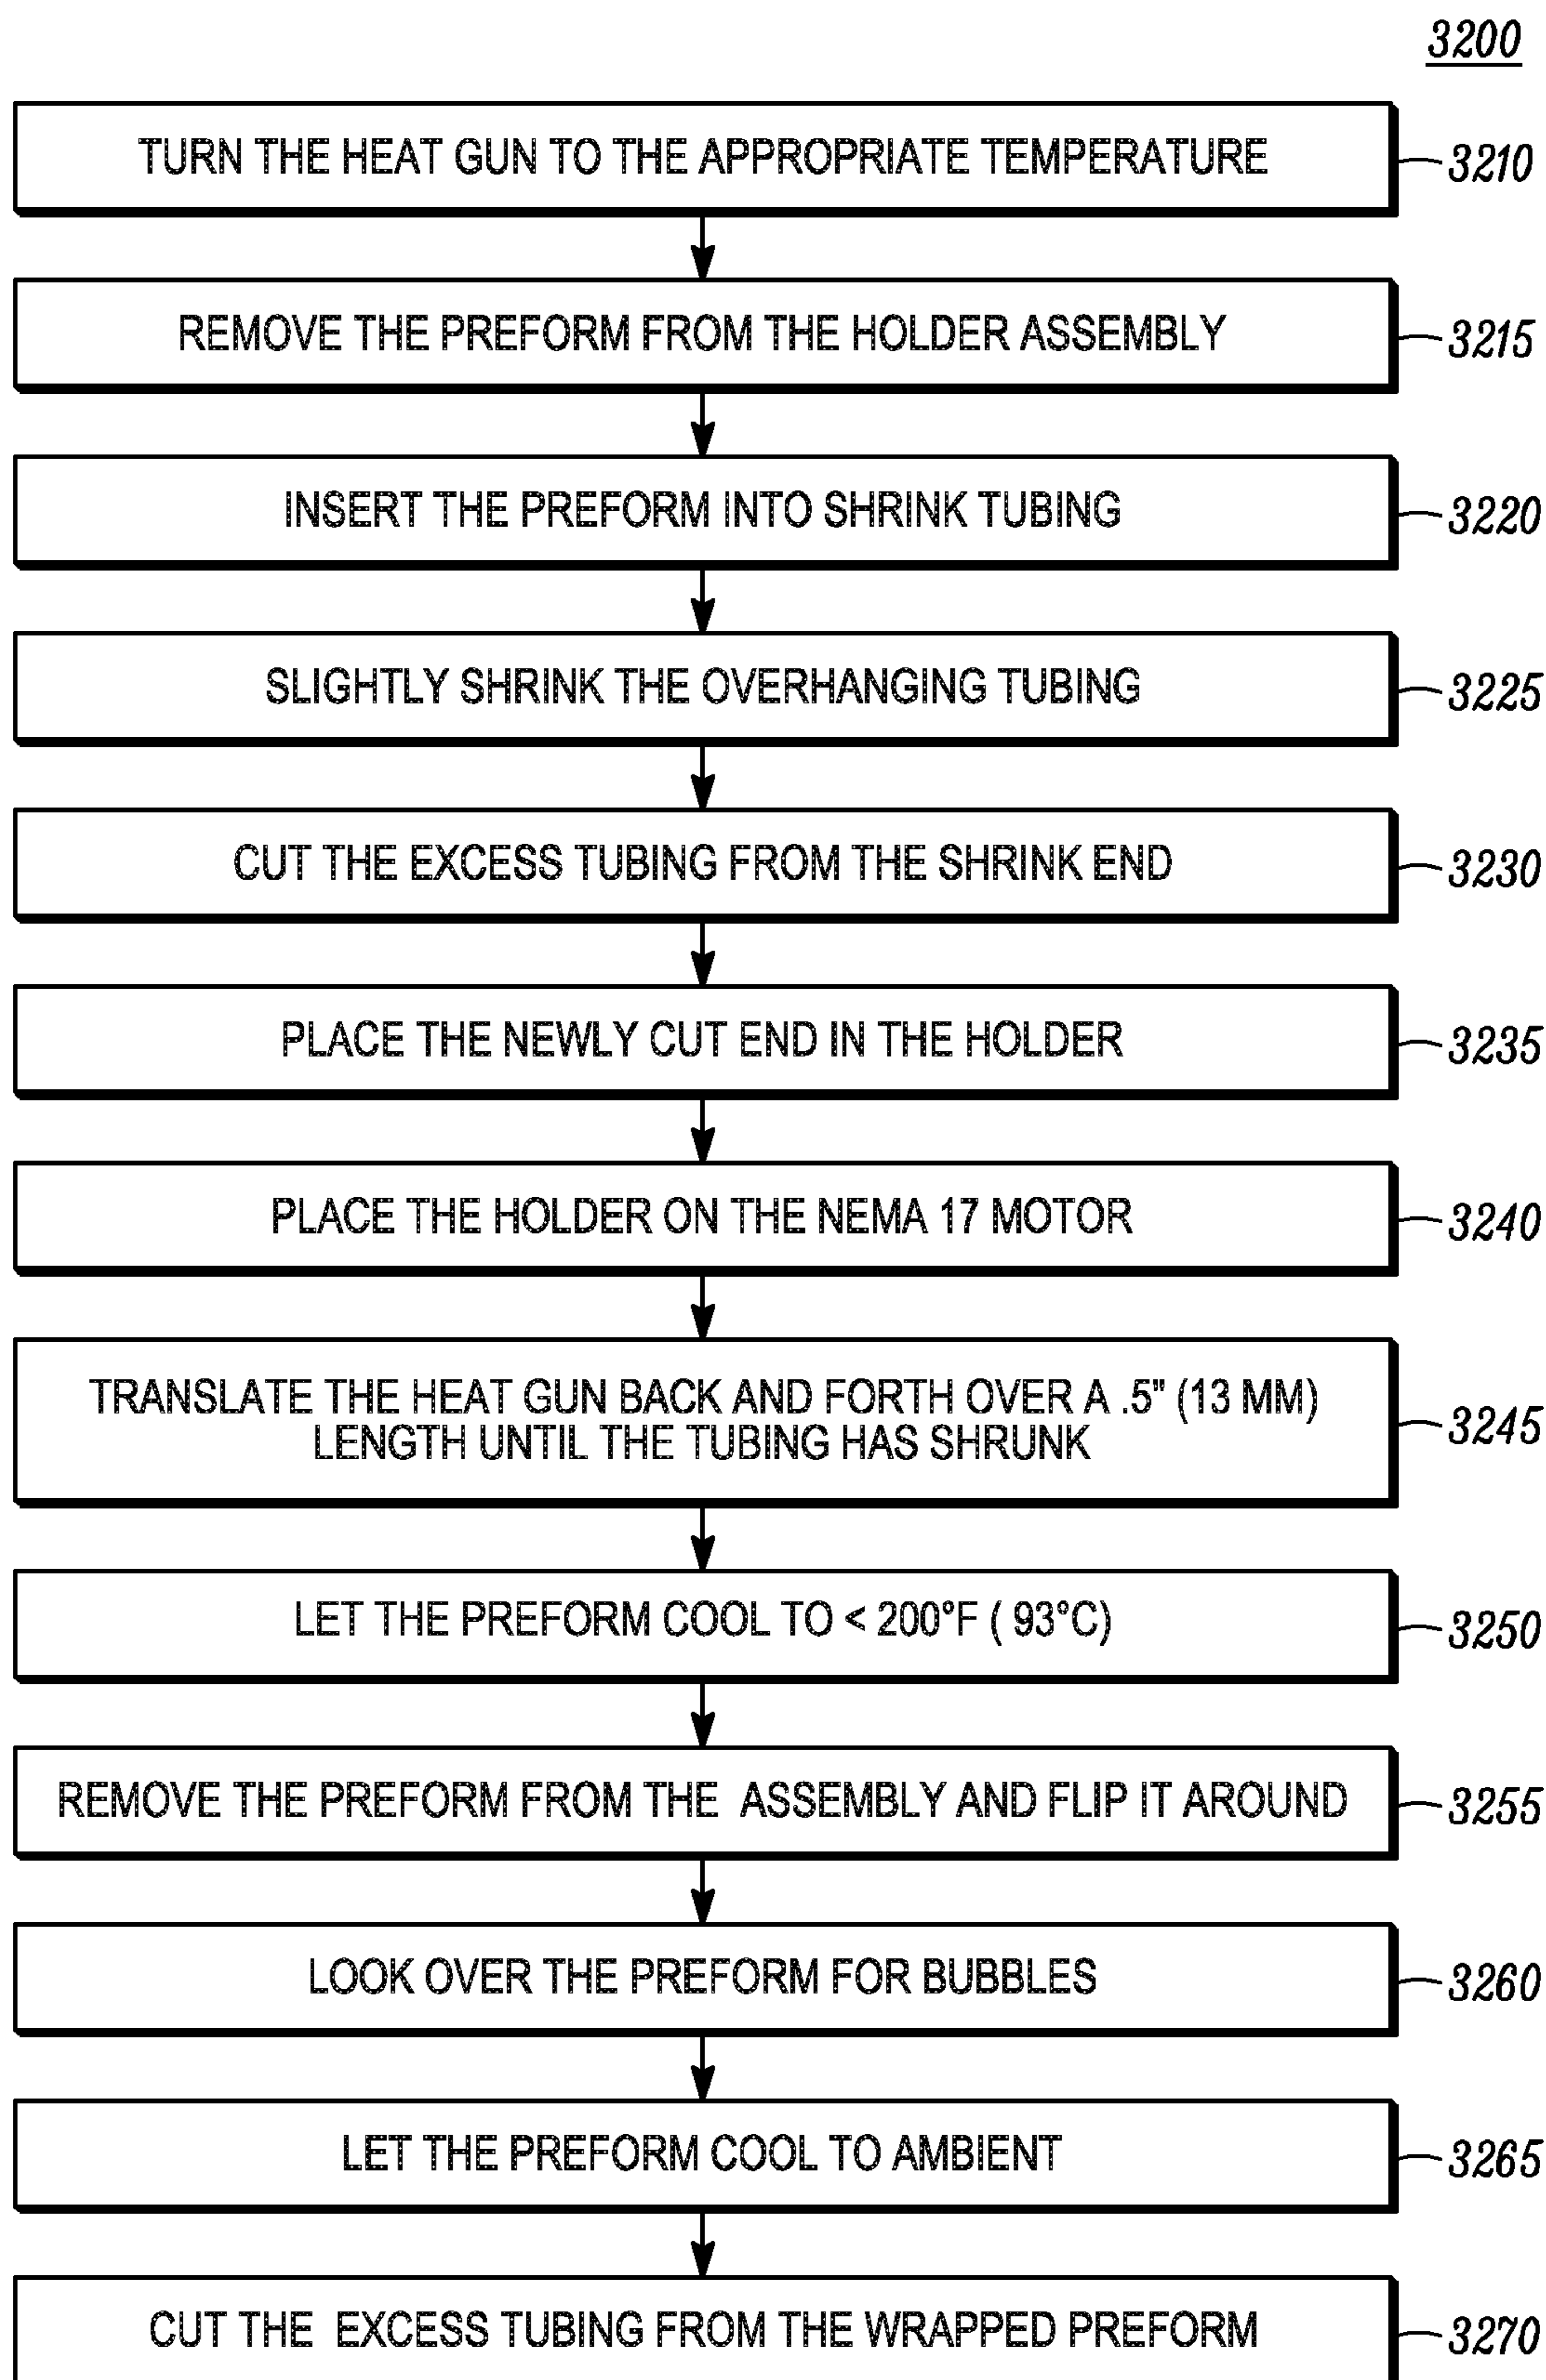 3200
TURN THE HEAT GUN TO THE APPROPRIATE TEMPERATURE
3210
REMOVE THE PREFORM FROM THE HOLDER ASSEMBLY
3215
INSERT THE PREFORM INTO SHRINK TUBING
3220
SLIGHTLY SHRINK THE OVERHANGING TUBING
3225
CUT THE EXCESS TUBING FROM THE SHRINK END
3230
PLACE THE NEWLY CUT END IN THE HOLDER
3235
PLACE THE HOLDER ON THE NEMA 17 MOTOR
3240
TRANSLATE THE HEAT GUN BACK AND FORTH OVER A .5" (13 MM)
LENGTH UNTIL THE TUBING HAS SHRUNK
3245
LET THE PREFORM COOL TO < 200°F ( 93°C)
3250
REMOVE THE PREFORM FROM THE ASSEMBLY AND FLIP IT AROUND
3255
LOOK OVER THE PREFORM FOR BUBBLES
3260
LET THE PREFORM COOL TO AMBIENT
3265
CUT THE EXCESS TUBING FROM THE WRAPPED PREFORM
3270